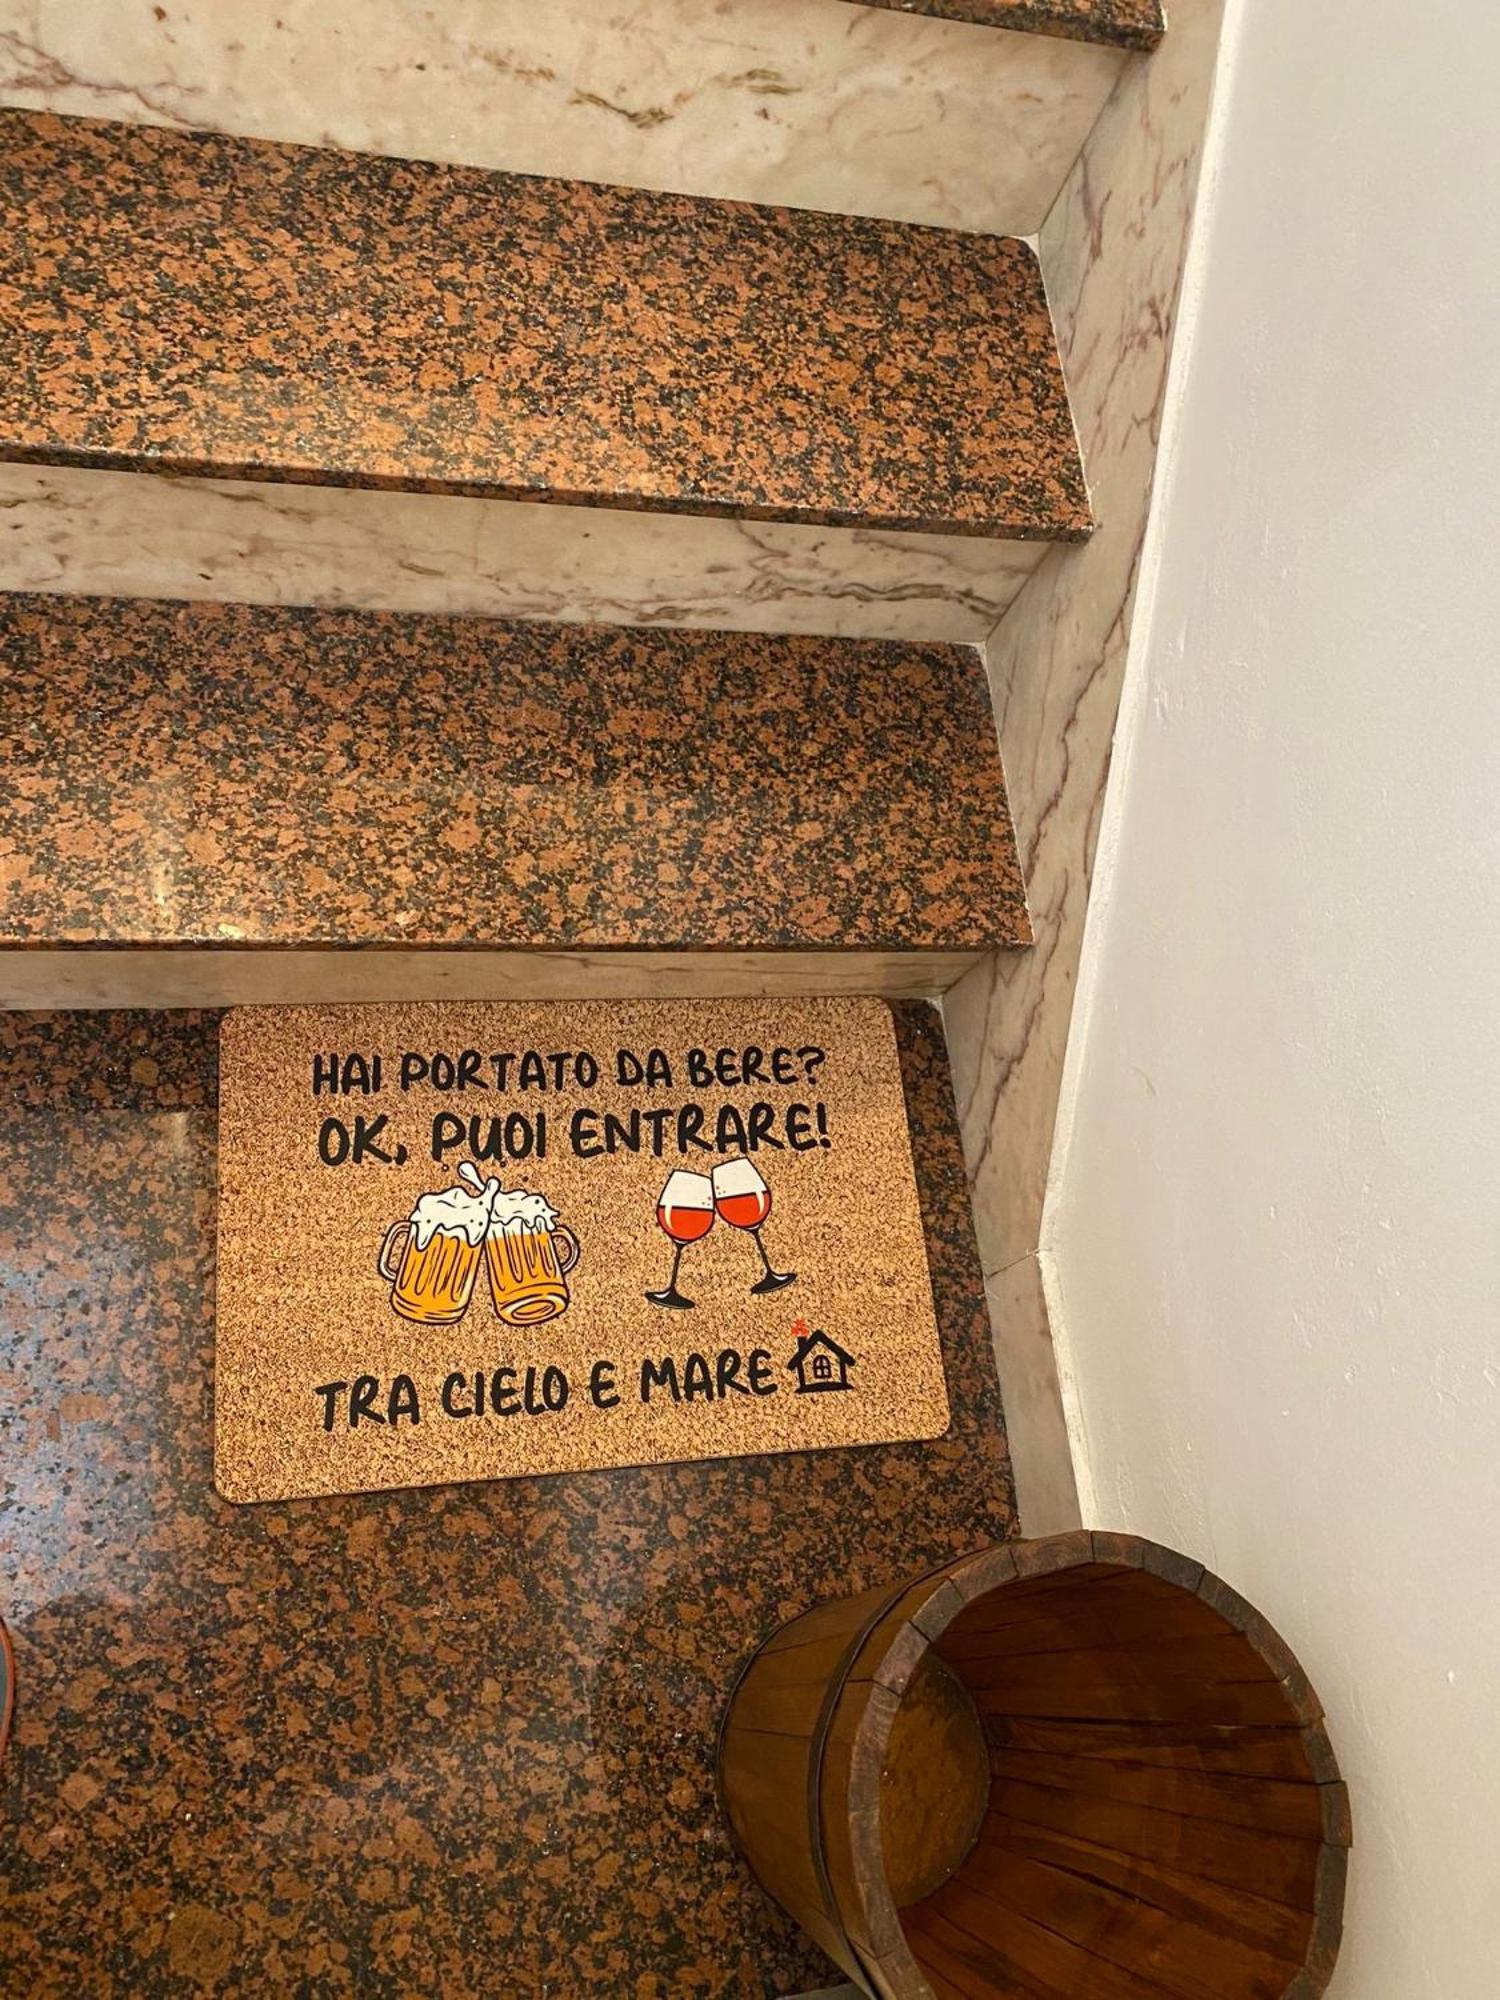 HAI PORTATO DA BERE?
OK, PUOI ENTRARE!
TRA CIELO E MARE